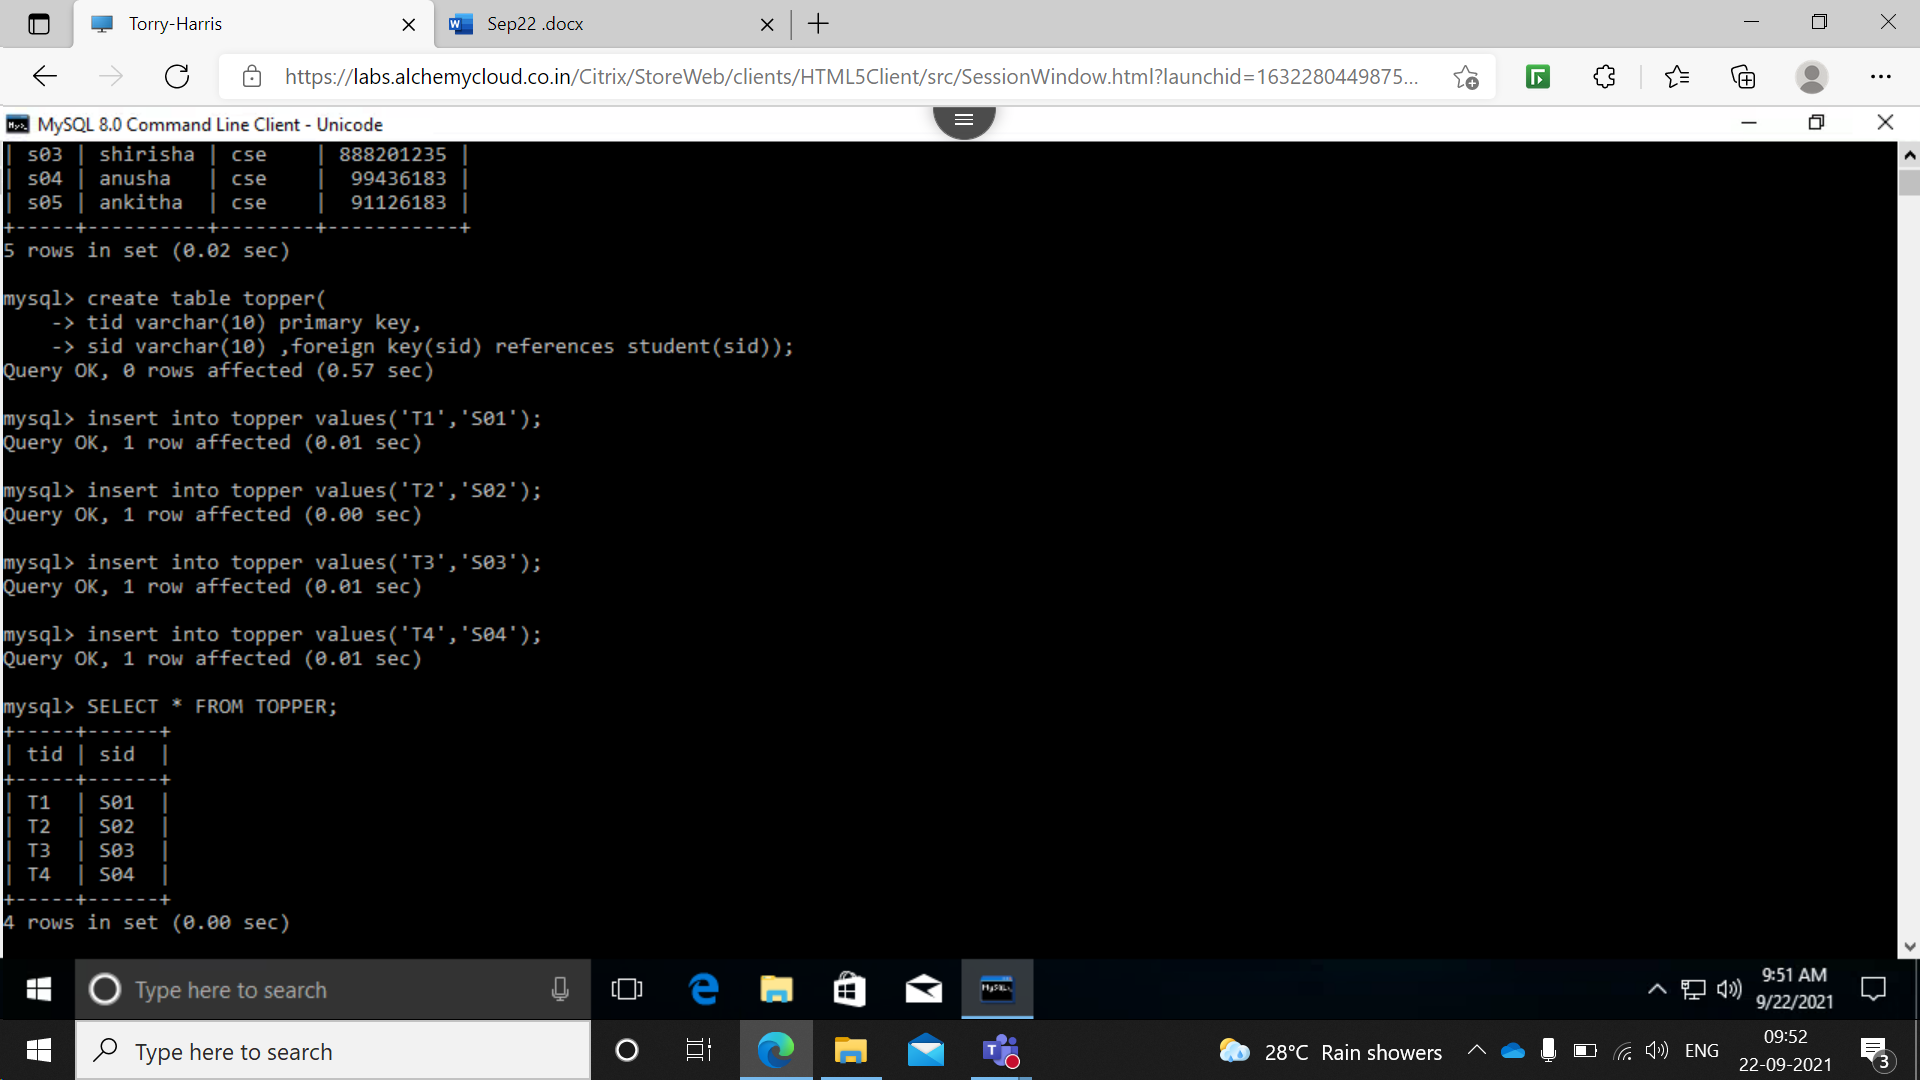 Torry-Harris
Sep22 .docx
https://labs.alchemycloud.co.in/Citrix/StoreWeb/clients/HTML5Client/src/SessionWindow.html?launchid=1632280449875...
MySQL 8.0 Command Line Client - Unicode
| s03 | shirisha | cse    | 888201235 |
| s04 | anusha   | cse    |  99436183 |
| s05 | ankitha  | cse    |  91126183 |
+-----+----------+--------+-----------+
5 rows in set (0.02 sec)
mysql> create table topper(
    -> tid varchar(10) primary key,
    -> sid varchar(10) ,foreign key(sid) references student(sid));
Query OK, 0 rows affected (0.57 sec)
mysql> insert into topper values('T1','S01');
Query OK, 1 row affected (0.01 sec)
mysql> insert into topper values('T2','S02');
Query OK, 1 row affected (0.00 sec)
mysql> insert into topper values('T3','S03');
Query OK, 1 row affected (0.01 sec)
mysql> insert into topper values('T4','S04');
Query OK, 1 row affected (0.01 sec)
mysql> SELECT * FROM TOPPER;
+-----+------+
| tid | sid  |
+-----+------+
| T1  | S01  |
| T2  | S02  |
| T3  | S03  |
| T4  | S04  |
+-----+------+
4 rows in set (0.00 sec)
Type here to search
9:51 AM
9/22/2021
Type here to search
28°C Rain showers
ENG
09:52
22-09-2021
3